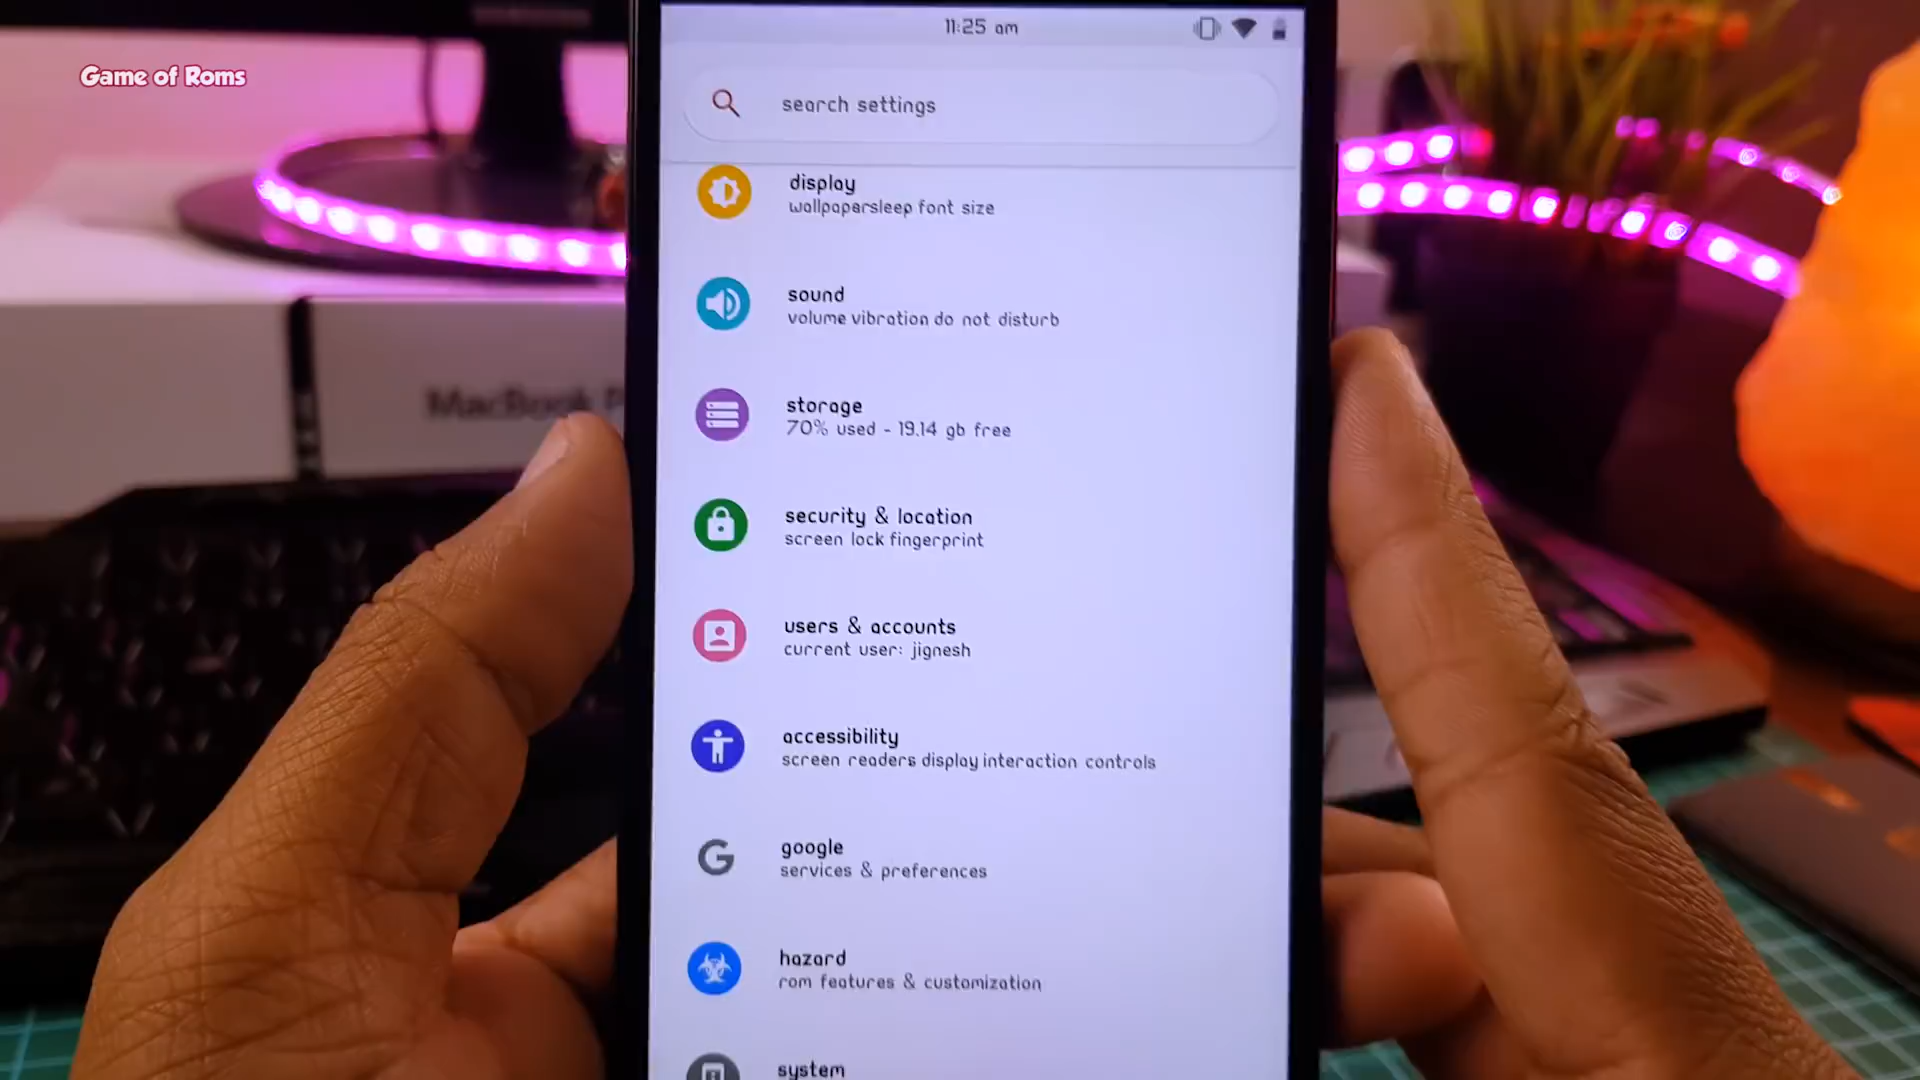 Game of Roms
11:25 am
search settings
display
wallpapersleep font size
sound
volume vibration do not disturb
storage
70% used - 19.14 gb free
security & location
screen lock fingerprint
users & accounts
current user: jignesh
accessibility
screen readers display interaction controls
google
services & preferences
hazard
rom features & customization
system
MacBook P